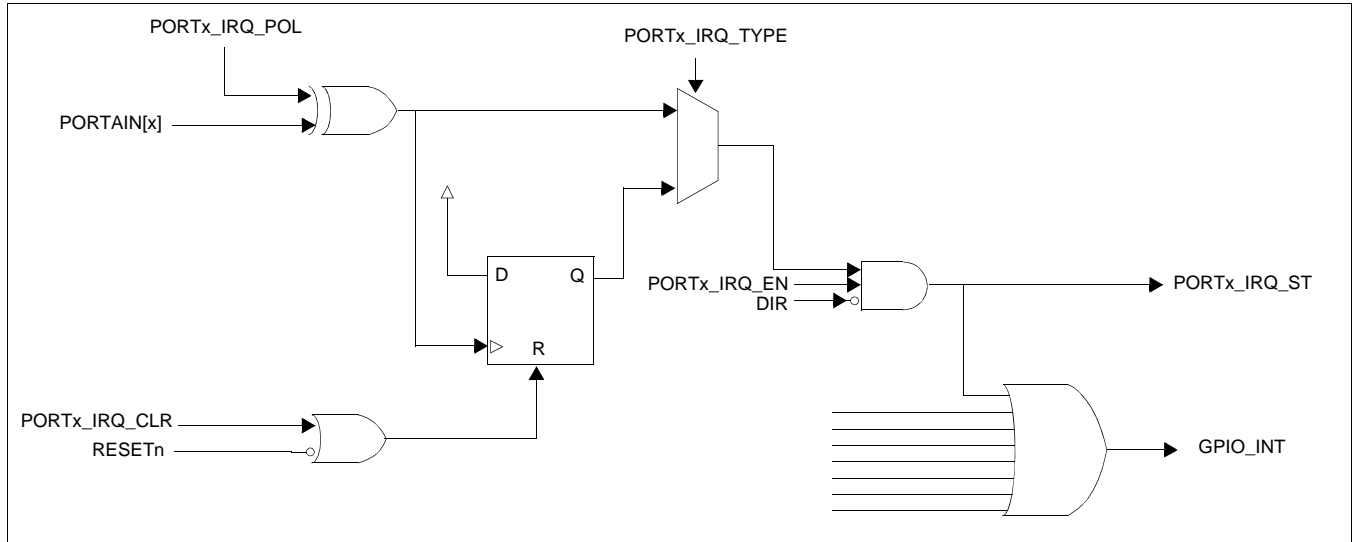 PORTx_IRQ_POL
PORTx_IRQ_TYPE
PORTAIN[x]
D
Q
R
PORTx_IRQ_EN
DIR
PORTx_IRQ_ST
PORTx_IRQ_CLR
RESETn
GPIO_INT